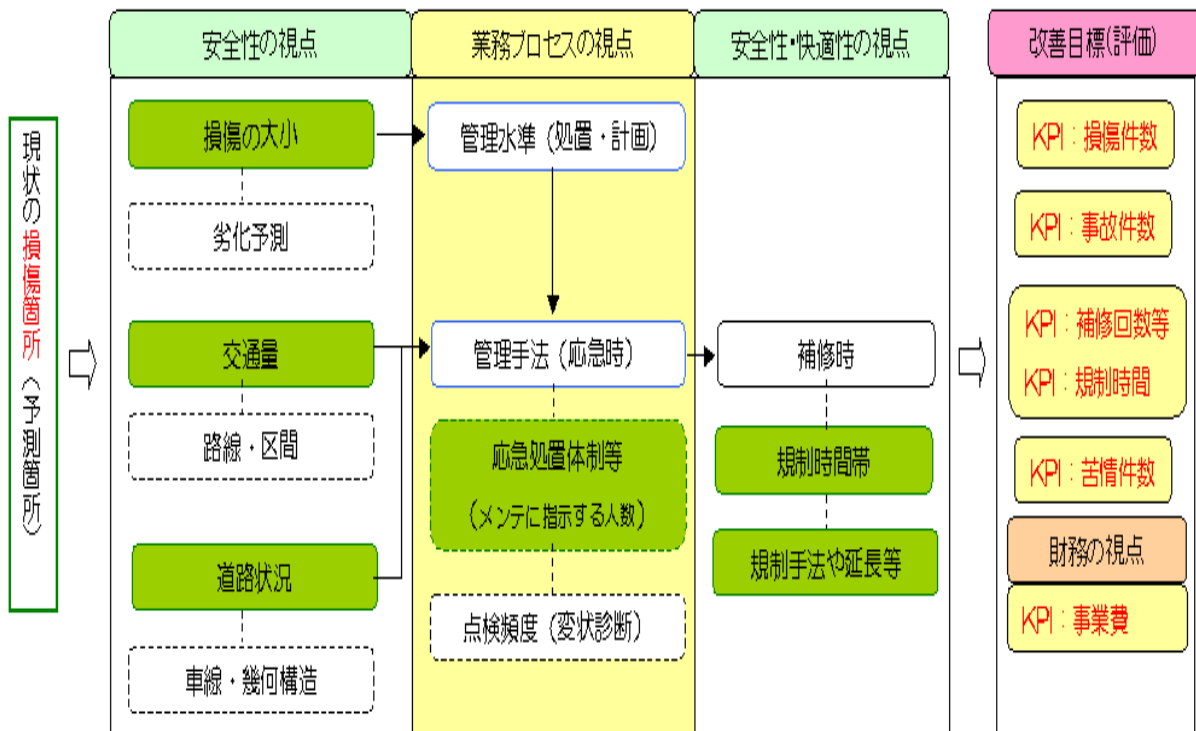 現状の損傷箇所（予測箇所）
安全性の視点
損傷の大小
劣化予測
交通量
路線・区間
道路状況
車線・幾何構造
業務プロセスの視点
管理水準（処置・計画）
管理手法（応急時）
応急処置体制等
（メンテに指示する人数）
点検頻度（変状診断）
安全性・快適性の視点
補修時
規制時間帯
規制手法や延長等
改善目標(評価)
KPI：損傷件数
KPI：事故件数
KPI：補修回数等
KPI：規制時間
KPI：苦情件数
財務の視点
KPI：事業費